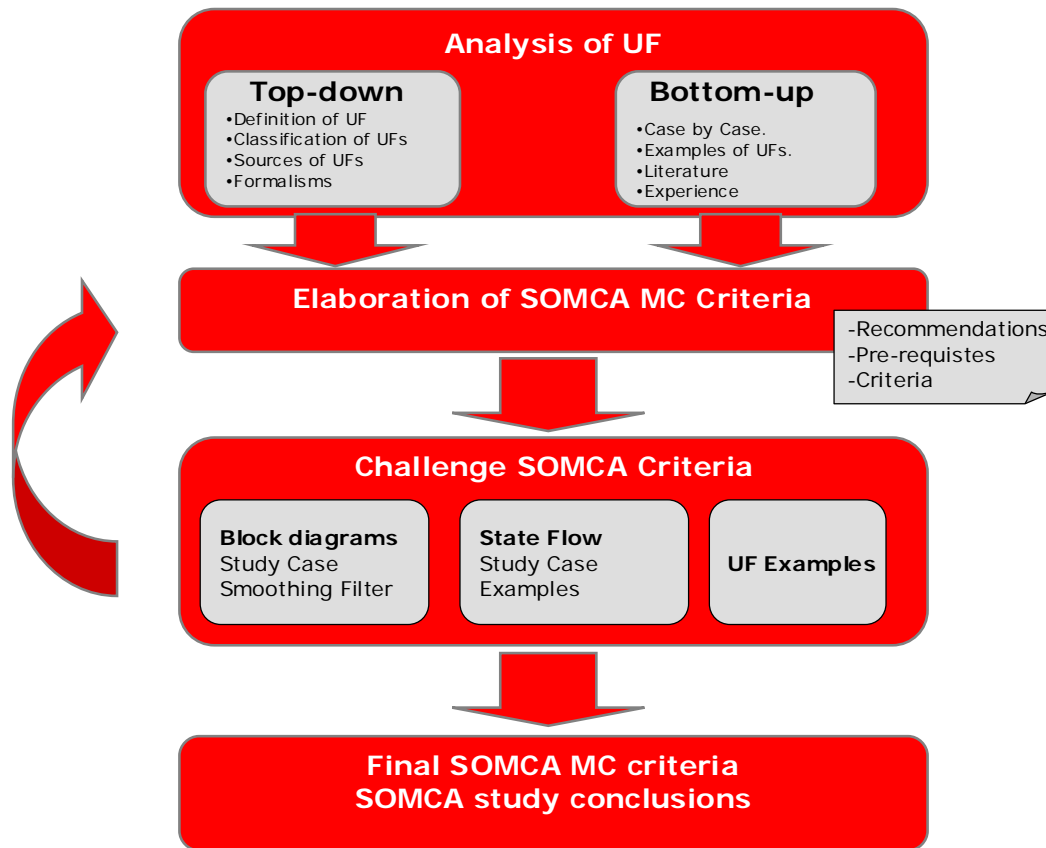 Analysis of UF
Top-down
•Definition of UF
•Classification of UFs
•Sources of UFs
•Formalisms
Bottom-up
•Case by Case.
•Examples of UFs.
•Literature
•Experience
Elaboration of SOMCA MC Criteria
-Recommendations
-Pre-requistes
-Criteria
Challenge SOMCA Criteria
Block diagrams
Study Case
Smoothing Filter
State Flow
Study Case
Examples
UF Examples
Final SOMCA MC criteria
SOMCA study conclusions